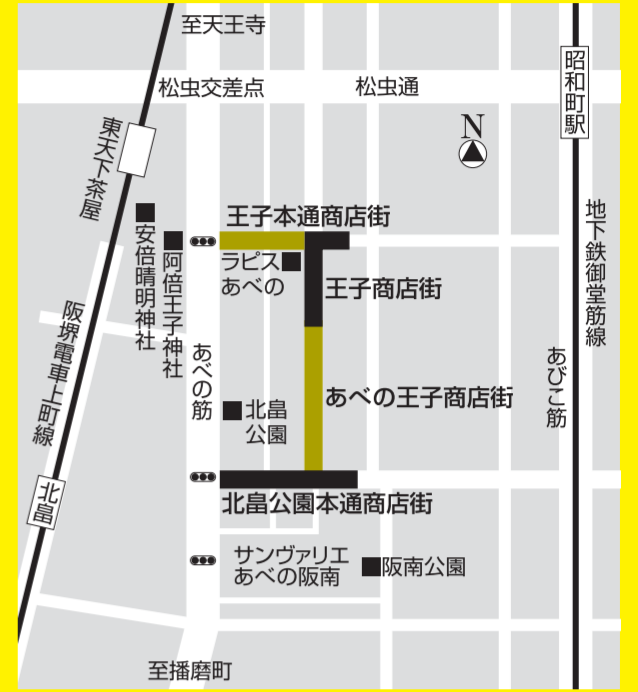 至天王寺
松虫交差点
松虫通
昭和町駅
N
東天下茶屋
地下鉄御堂筋線
王子本通商店街
安倍晴明神社
阿倍王子神社
ラピス
あべの
王子商店街
阪堺電車上町線
あべの筋
あびこ筋
あべの王子商店街
北畠
公園
北畠
北畠公園本通商店街
サンヴァリエ
あべの阪南
阪南公園
至播磨町